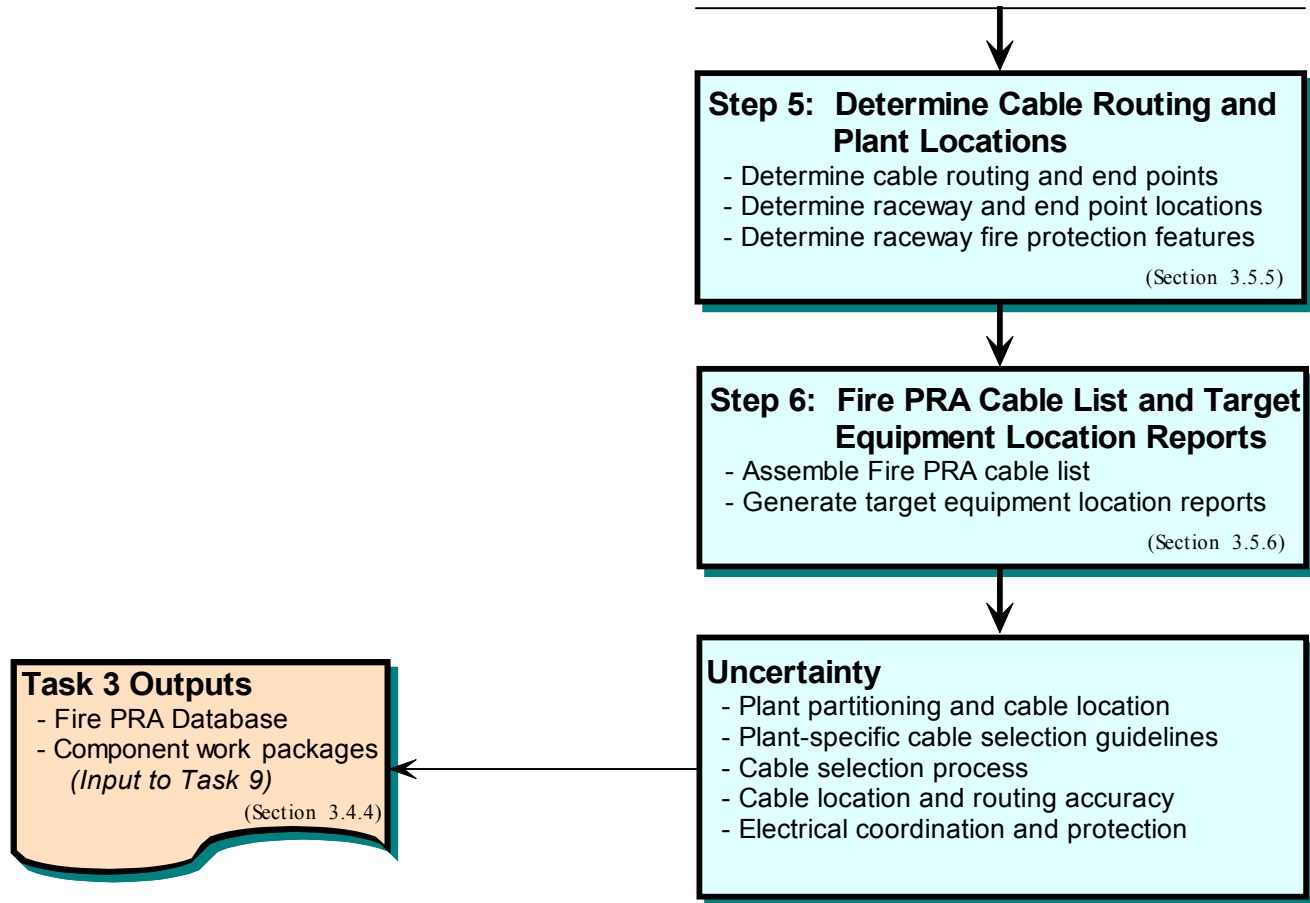 Step 5: Determine Cable Routing and
Plant Locations
- Determine cable routing and end points
- Determine raceway and end point locations
- Determine raceway fire protection features
(Section 3.5.5)
Step 6: Fire PRA Cable List and Target
Equipment Location Reports
- Assemble Fire PRA cable list
- Generate target equipment location reports
(Section 3.5.6)
Uncertainty
- Plant partitioning and cable location
- Plant-specific cable selection guidelines
- Cable selection process
- Cable location and routing accuracy
- Electrical coordination and protection
Task 3 Outputs
- Fire PRA Database
- Component work packages
(Input to Task 9)
(Section 3.4.4)